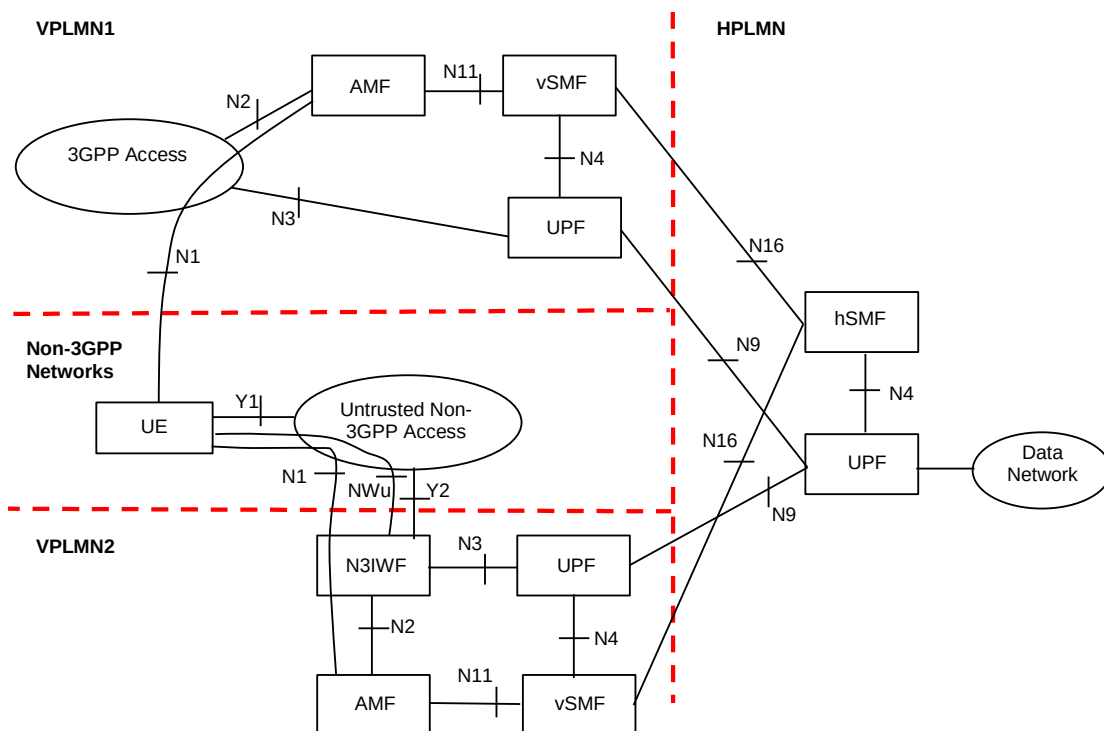 VPLMN1
HPLMN
AMF
N11
vSMF
N2
3GPP Access
N4
N3
UPF
N1
N16
hSMF
Non-3GPP
Networks
N9
N4
Y1
Untrusted Non-
3GPP Access
UE
N16
UPF
Data
Network
N1
NWu
Y2
N9
VPLMN2
N3IWF
N3
UPF
N2
N4
N11
AMF
vSMF